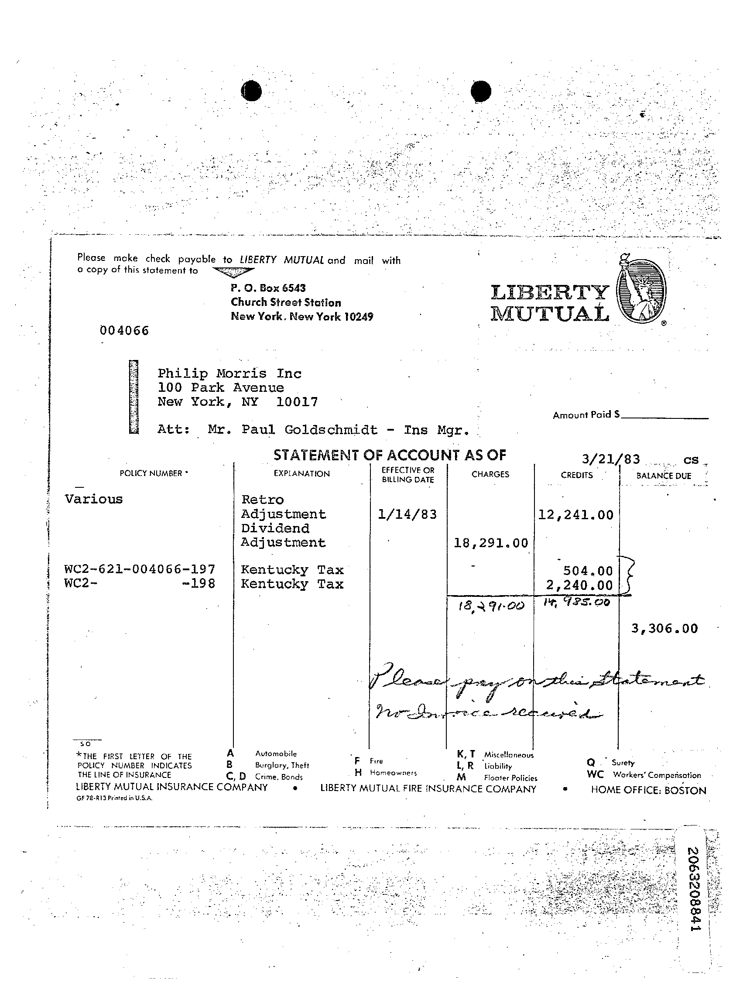 Please make check payable to LIBERTY MUTUAL and mail with
a copy of this statement to
P. O. Box 6543
Church Street Station
New York, New York 10249
LIBERTY
MUTUAL
®
004066
Philip Morris Inc
100 Park Avenue
New York, NY 10017
Amount Paid $
Att: Mr. Paul Goldschmidt - Ins Mgr.
STATEMENT OF ACCOUNT AS OF 3/21/83 cs
POLICY NUMBER * EXPLANATION EFFECTIVE OR BILLING DATE CHARGES CREDITS BALANCE DUE
Various Retro
Adjustment 1/14/83 12,241.00
Dividend
Adjustment 18,291.00
WC2-621-004066-197 Kentucky Tax 504.00
WC2- -198 Kentucky Tax 2,240.00
18,291.00 14,985.00
3,306.00
Please pay on this Statement
No Invoice received
SO
*THE FIRST LETTER OF THE
POLICY NUMBER INDICATES
THE LINE OF INSURANCE
A Automobile
B Burglary, Theft
C, D Crime, Bonds
F Fire
H Homeowners
K, T Miscellaneous
L, R Liability
M Floater Policies
Q Surety
WC Workers' Compensation
LIBERTY MUTUAL INSURANCE COMPANY • LIBERTY MUTUAL FIRE INSURANCE COMPANY • HOME OFFICE: BOSTON
GF 78-R13 Printed in U.S.A.
2063208841